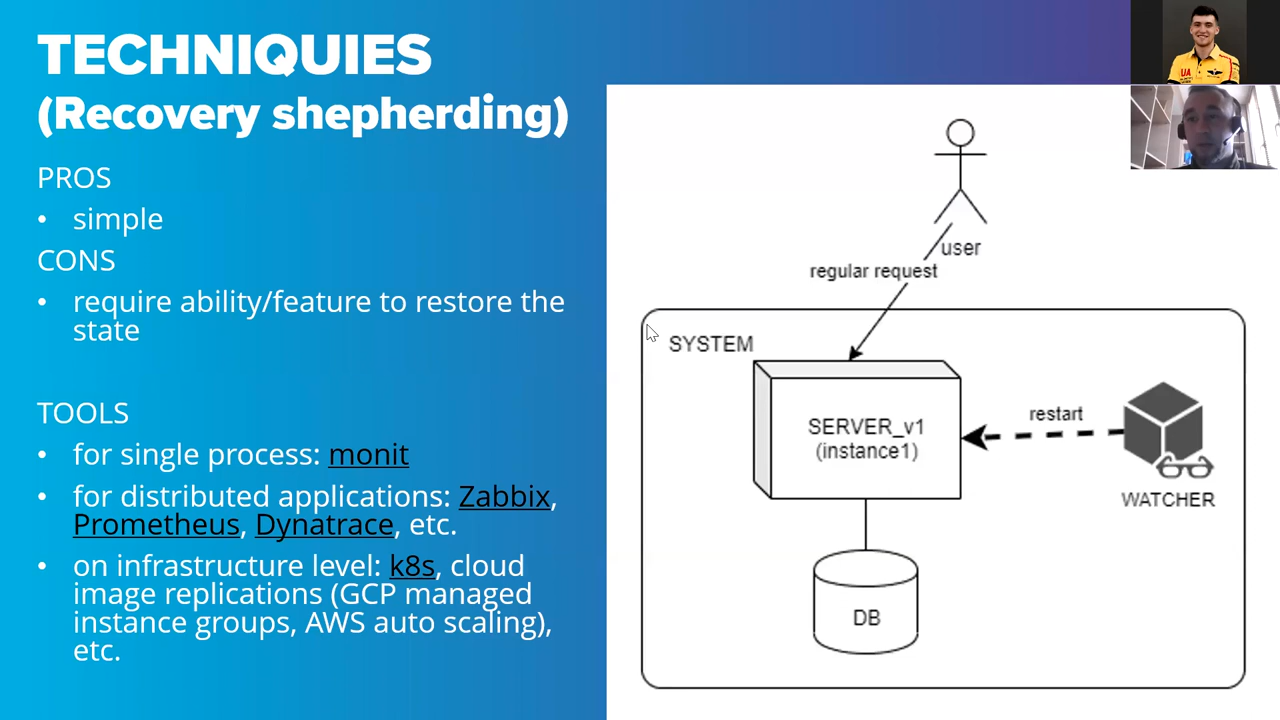 TECHNIQUIES
(Recovery shepherding)
PROS
• simple
CONS
• require ability/feature to restore the
state
TOOLS
• for single process: monit
• for distributed applications: Zabbix,
Prometheus, Dynatrace, etc.
• on infrastructure level: k8s, cloud
image replications (GCP managed
instance groups, AWS auto scaling),
etc.
user
regular request
SYSTEM
SERVER_v1
(instance1)
restart
WATCHER
DB
UA